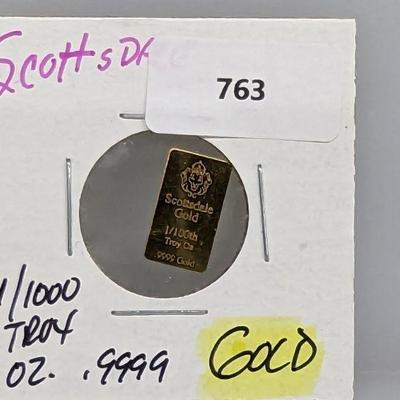 Scottsdale
763
Scottsdale
Gold
1/100th
Troy Oz
.9999 Gold
1/1000
TROY
OZ. .9999
GOLD